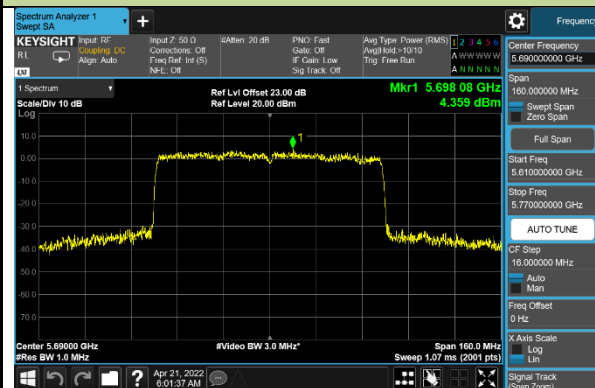 Spectrum Analyzer 1
Swept SA
+
Frequency
KEYSIGHT
RL
LXI
Input: RF
Coupling: DC
Align: Auto
Input Z: 50 Ω
Corrections: Off
Freq Ref: Int (S)
NFE: Off
#Atten: 20 dB
PNO: Fast
Gate: Off
IF Gain: Low
Sig Track: Off
Avg Type: Power (RMS)
Avg|Hold:>10/10
Trig: Free Run
1 2 3 4 5 6
A W W W W W
A N N N N N
1 Spectrum
Scale/Div 10 dB
Log
Ref Lvl Offset 23.00 dB
Ref Level 20.00 dBm
Mkr1 5.698 08 GHz
4.359 dBm
1
10.0
0.00
-10.0
-20.0
-30.0
-40.0
-50.0
-60.0
-70.0
Center 5.69000 GHz
#Res BW 1.0 MHz
#Video BW 3.0 MHz*
Span 160.0 MHz
Sweep 1.07 ms (2001 pts)
Apr 21, 2022
6:01:37 AM
?
Center Frequency
5.690000000 GHz
Span
160.000000 MHz
Swept Span
Zero Span
Full Span
Start Freq
5.610000000 GHz
Stop Freq
5.770000000 GHz
AUTO TUNE
CF Step
16.000000 MHz
Auto
Man
Freq Offset
0 Hz
X Axis Scale
Log
Lin
Signal Track
(Span Zoom)